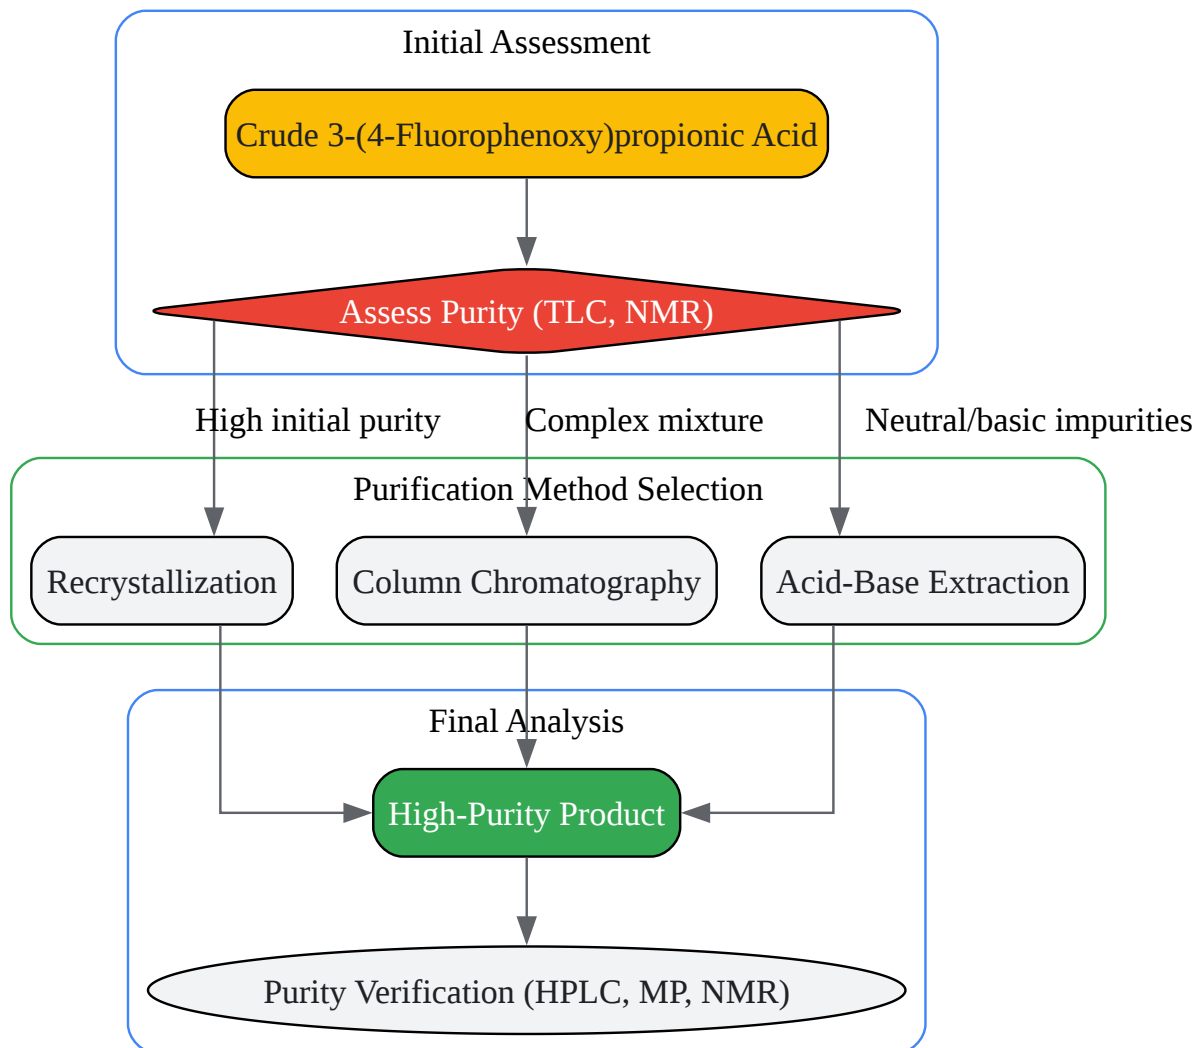 Initial Assessment
Crude 3-(4-Fluorophenoxy)propionic Acid
Assess Purity (TLC, NMR)
High initial purity
Complex mixture
Neutral/basic impurities
Purification Method Selection
Recrystallization
Column Chromatography
Acid-Base Extraction
Final Analysis
High-Purity Product
Purity Verification (HPLC, MP, NMR)